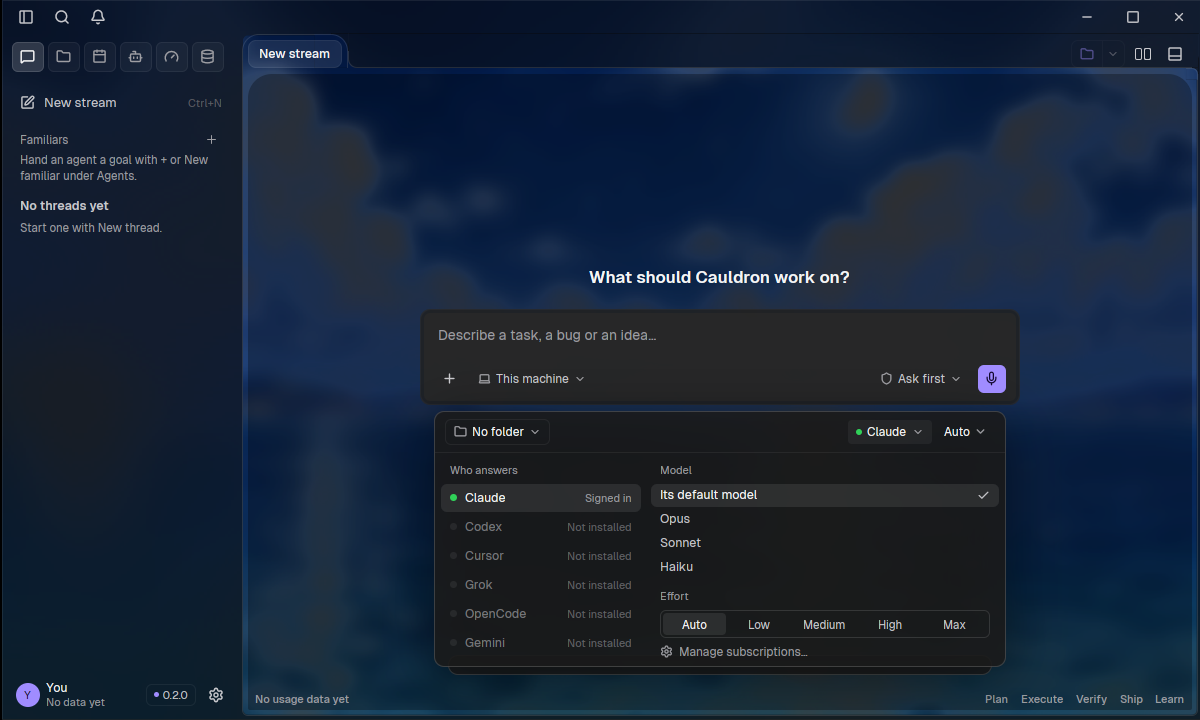 New stream
New stream Ctrl+N
Familiars
Hand an agent a goal with + or New
familiar under Agents.
No threads yet
Start one with New thread.
What should Cauldron work on?
Describe a task, a bug or an idea...
This machine Ask first
No folder Claude Auto
Who answers
Claude Signed in
Codex Not installed
Cursor Not installed
Grok Not installed
OpenCode Not installed
Gemini Not installed
Model
Its default model
Opus
Sonnet
Haiku
Effort
Auto Low Medium High Max
Manage subscriptions...
Y You
No data yet
0.2.0
No usage data yet
Plan Execute Verify Ship Learn